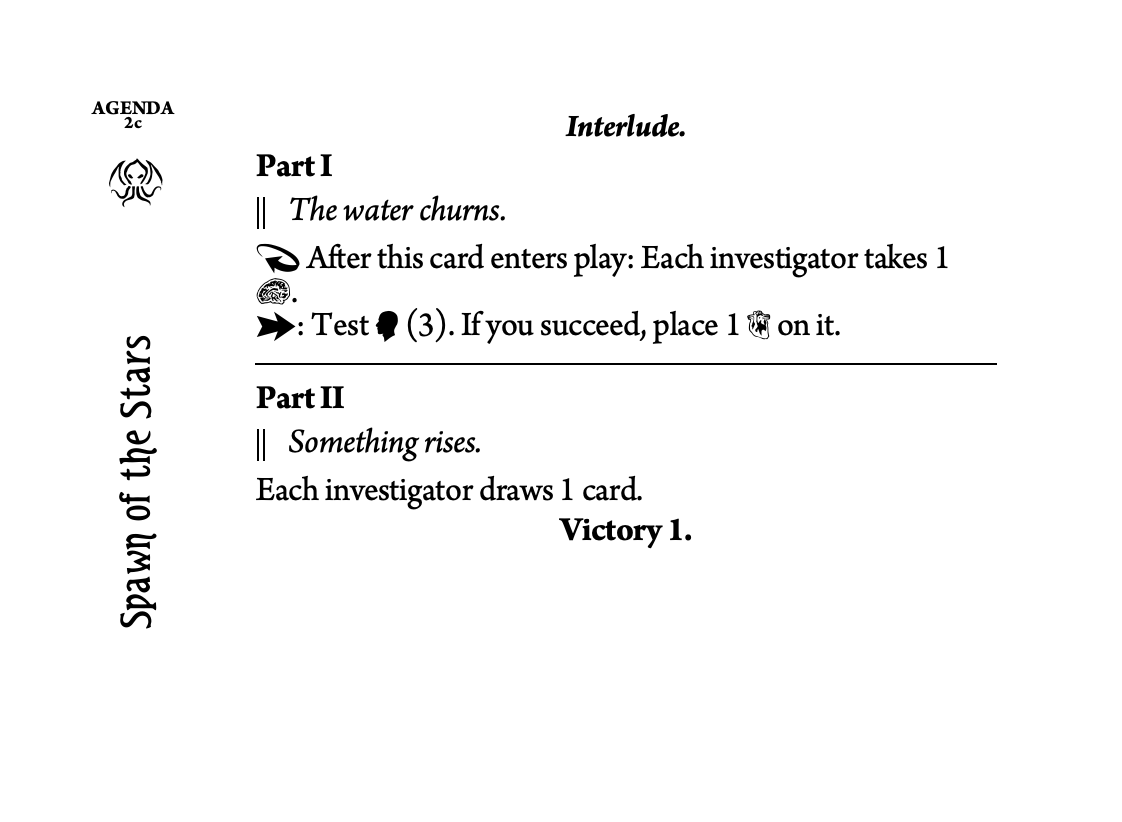 AGENDA
2c
Spawn of the Stars
Interlude.
Part I
The water churns.
After this card enters play: Each investigator takes 1
.
: Test (3). If you succeed, place 1 on it.
Part II
Something rises.
Each investigator draws 1 card.
Victory 1.